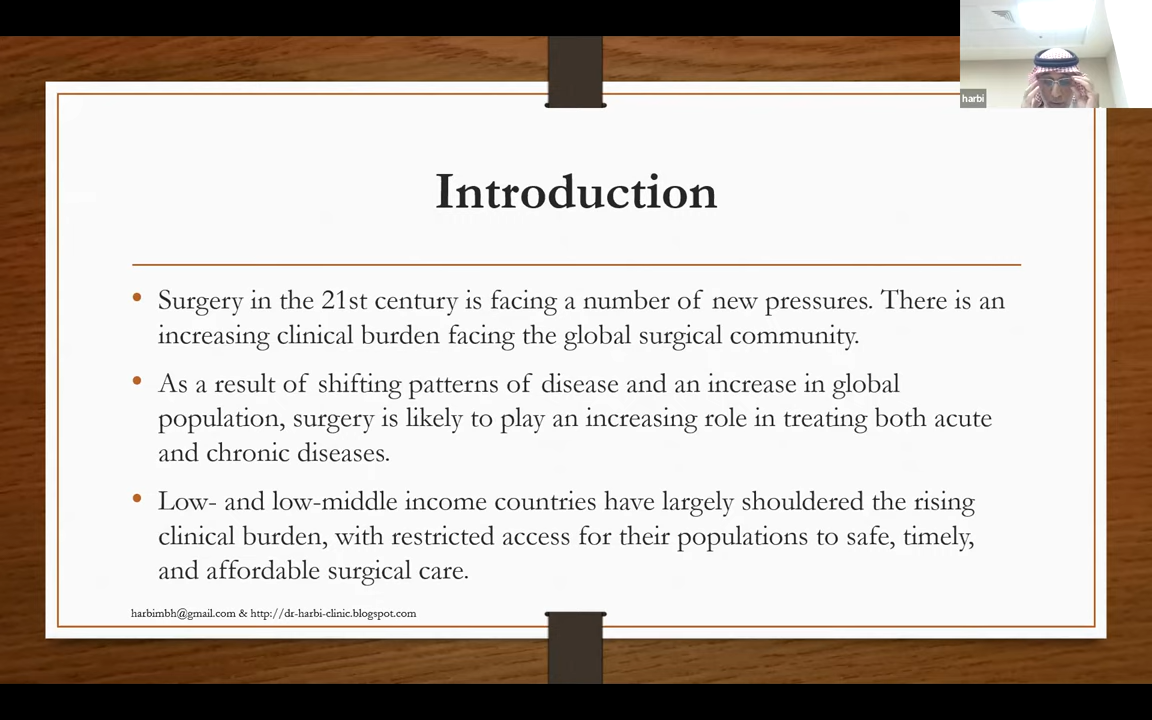 harbi
Introduction
• Surgery in the 21st century is facing a number of new pressures. There is an
increasing clinical burden facing the global surgical community.
• As a result of shifting patterns of disease and an increase in global
population, surgery is likely to play an increasing role in treating both acute
and chronic diseases.
• Low- and low-middle income countries have largely shouldered the rising
clinical burden, with restricted access for their populations to safe, timely,
and affordable surgical care.
harbimbh@gmail.com & http://dr-harbi-clinic.blogspot.com